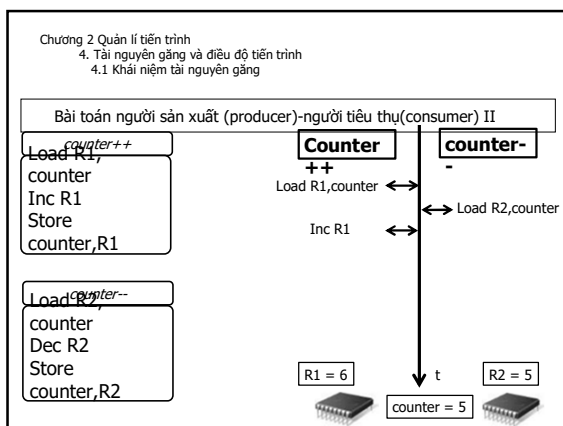 Chương 2 Quản lí tiến trình
4. Tài nguyên găng và điều độ tiến trình
4.1 Khái niệm tài nguyên găng
Bài toán người sản xuất (producer)-người tiêu thụ(consumer) II
counter++
Load R1,
counter
Inc R1
Store
counter,R1
counter--
Load R2,
counter
Dec R2
Store
counter,R2
Counter
++
counter-
-
Load R1,counter
Load R2,counter
Inc R1
R1 = 6
t
R2 = 5
counter = 5